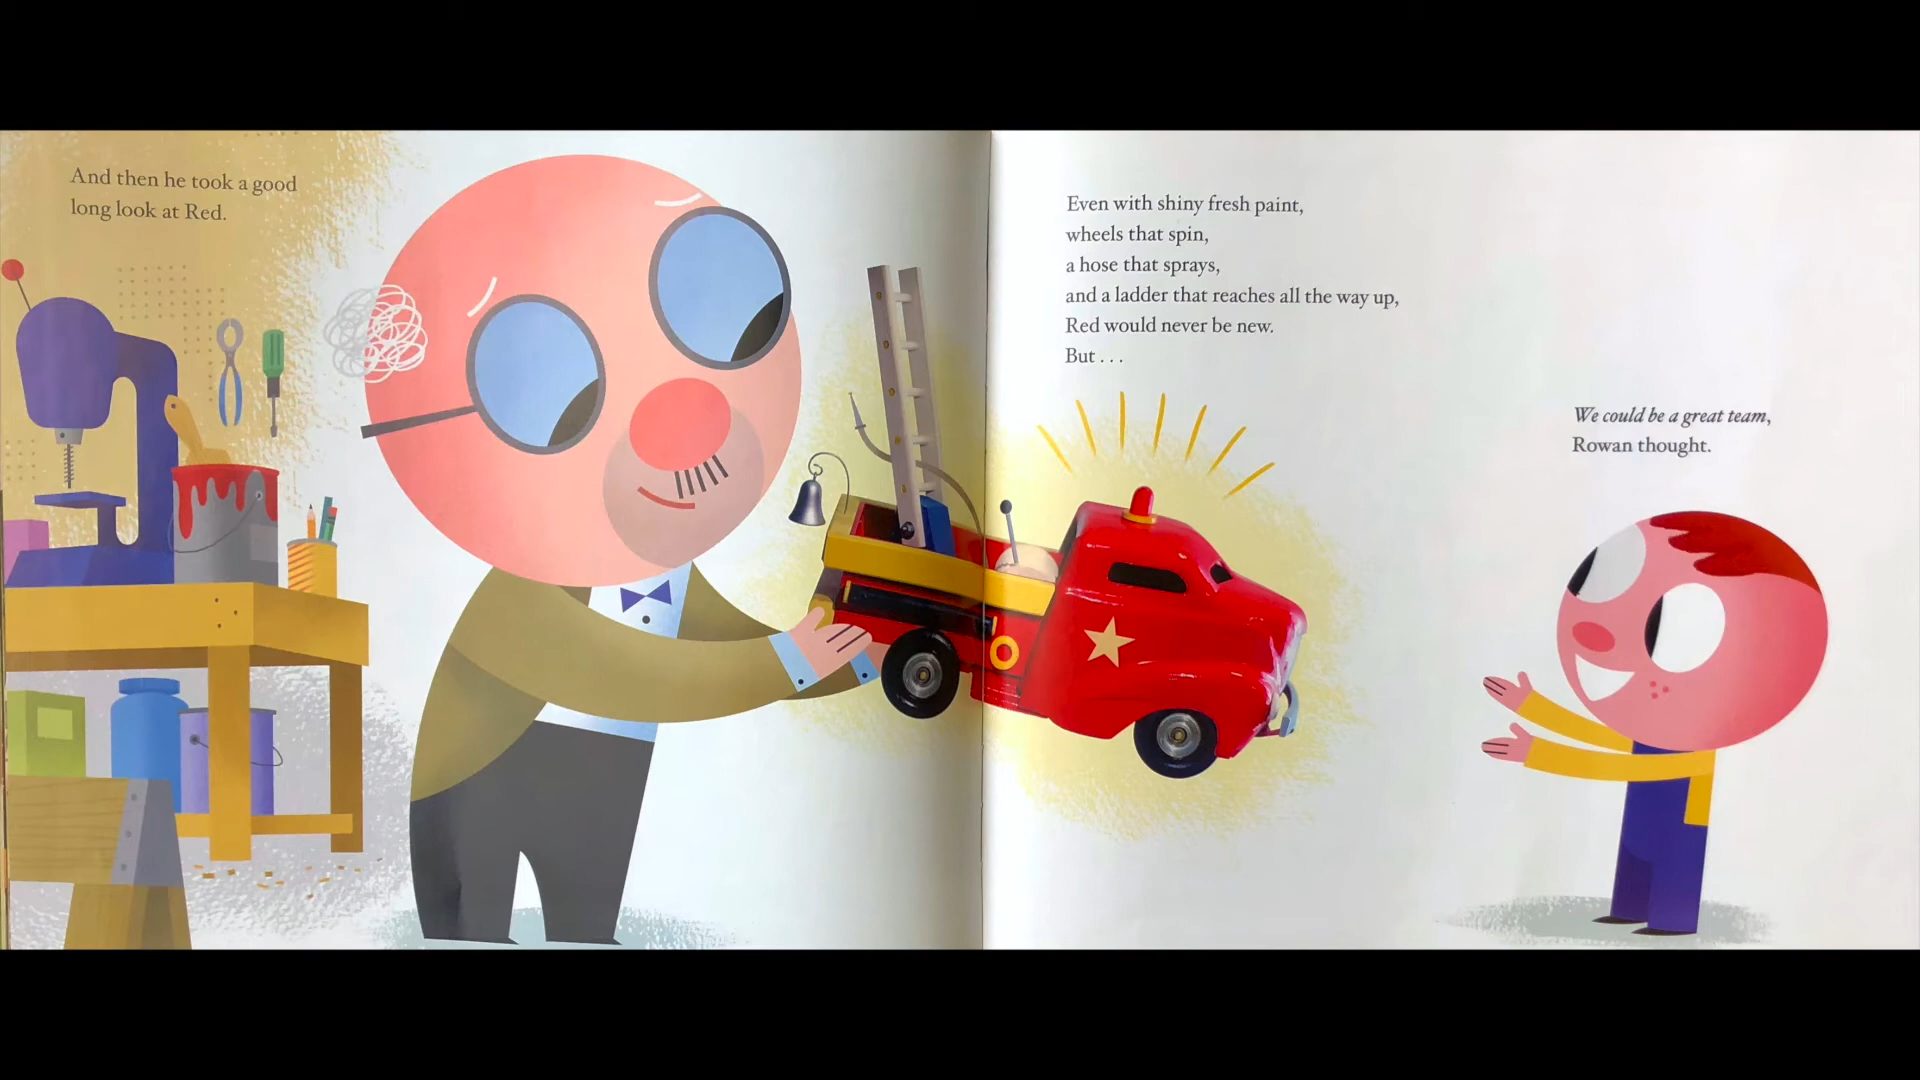 And then he took a good
long look at Red.
Even with shiny fresh paint,
wheels that spin,
a hose that sprays,
and a ladder that reaches all the way up,
Red would never be new.
But . . .
We could be a great team,
Rowan thought.